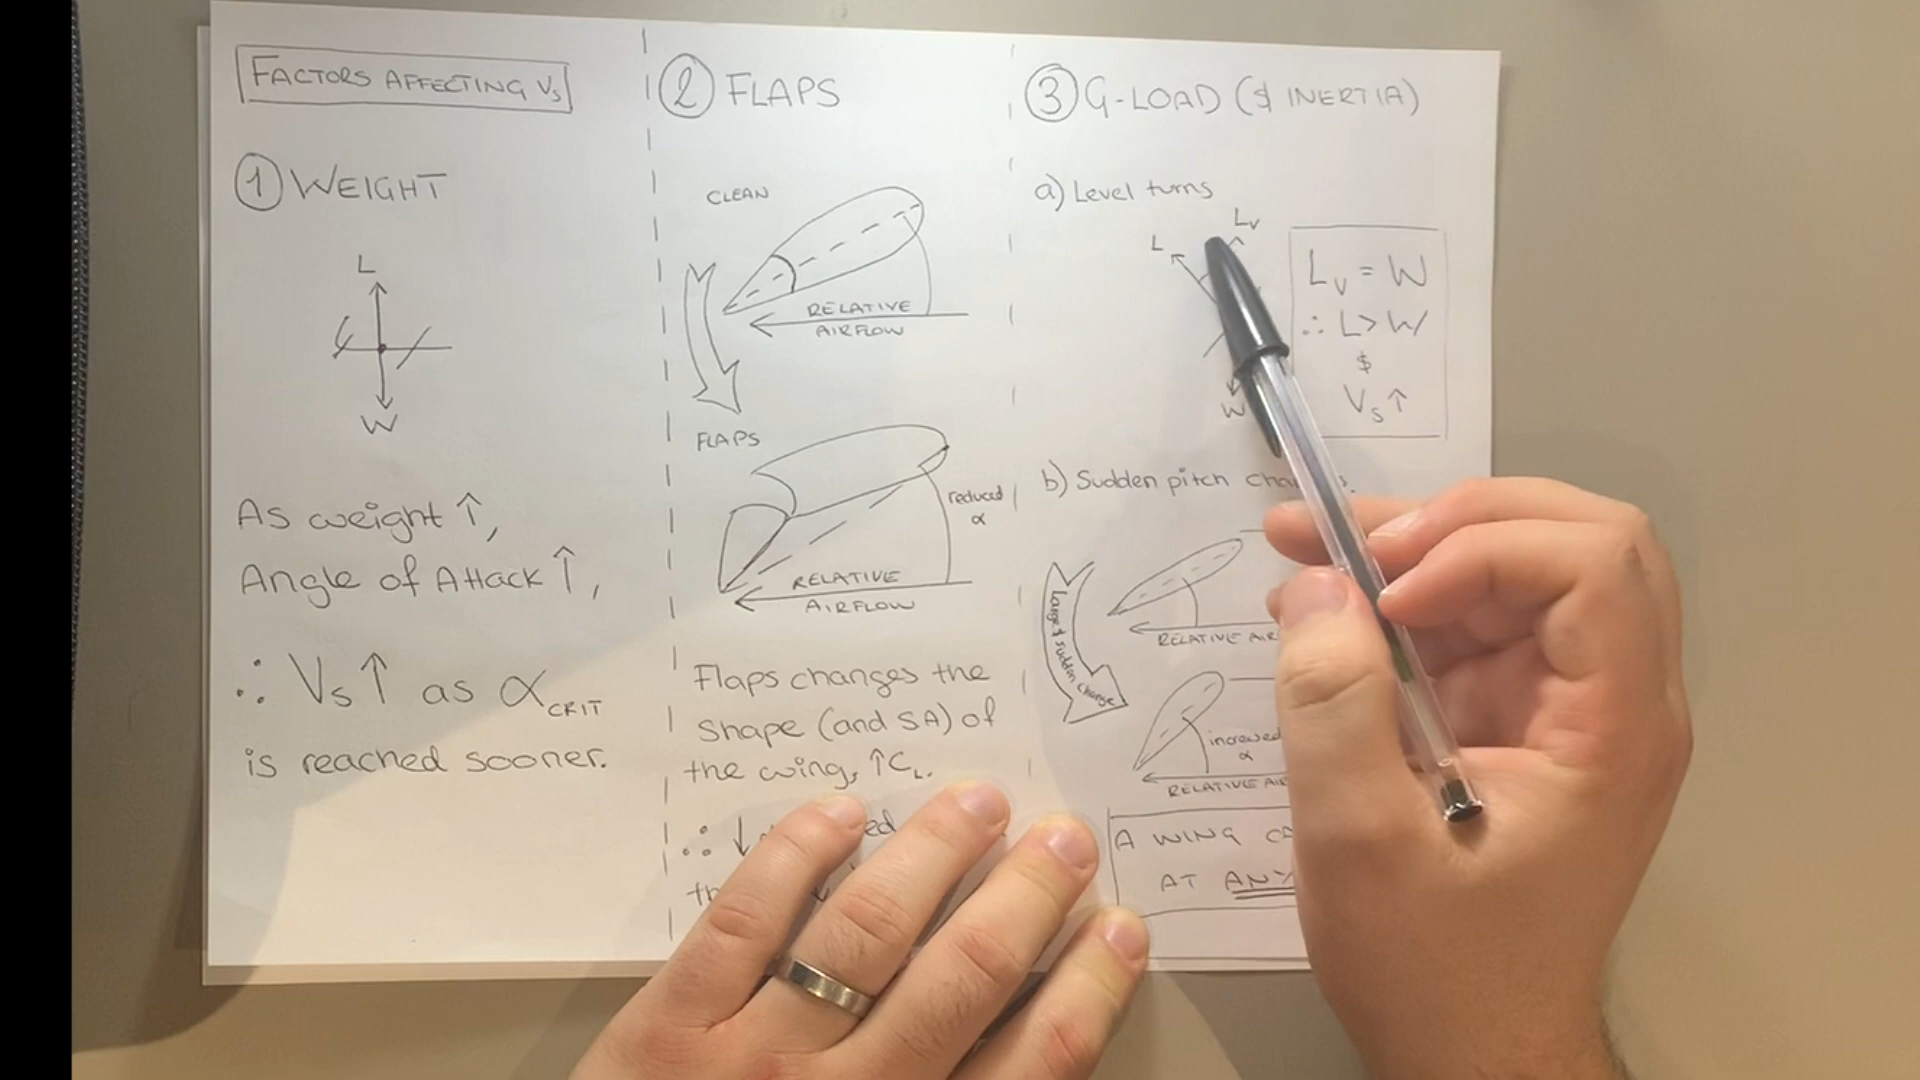 FACTORS AFFECTING Vs
① WEIGHT
L
W
As weight ↑,
Angle of Attack ↑,
∴ Vs ↑ as αCRIT
is reached sooner.
② FLAPS
CLEAN
RELATIVE
AIRFLOW
FLAPS
reduced
α
RELATIVE
AIRFLOW
Flaps changes the
shape (and SA) of
the wing, ↑CL.
∴ ↓
③ G-LOAD ($ INERTIA)
a) Level turns
L
Lv
W
Lv = W
∴ L > W
$
Vs ↑
b) Sudden pitch
Large $ sudden change
RELATIVE
increased
α
RELATIVE
A WING
AT ANY